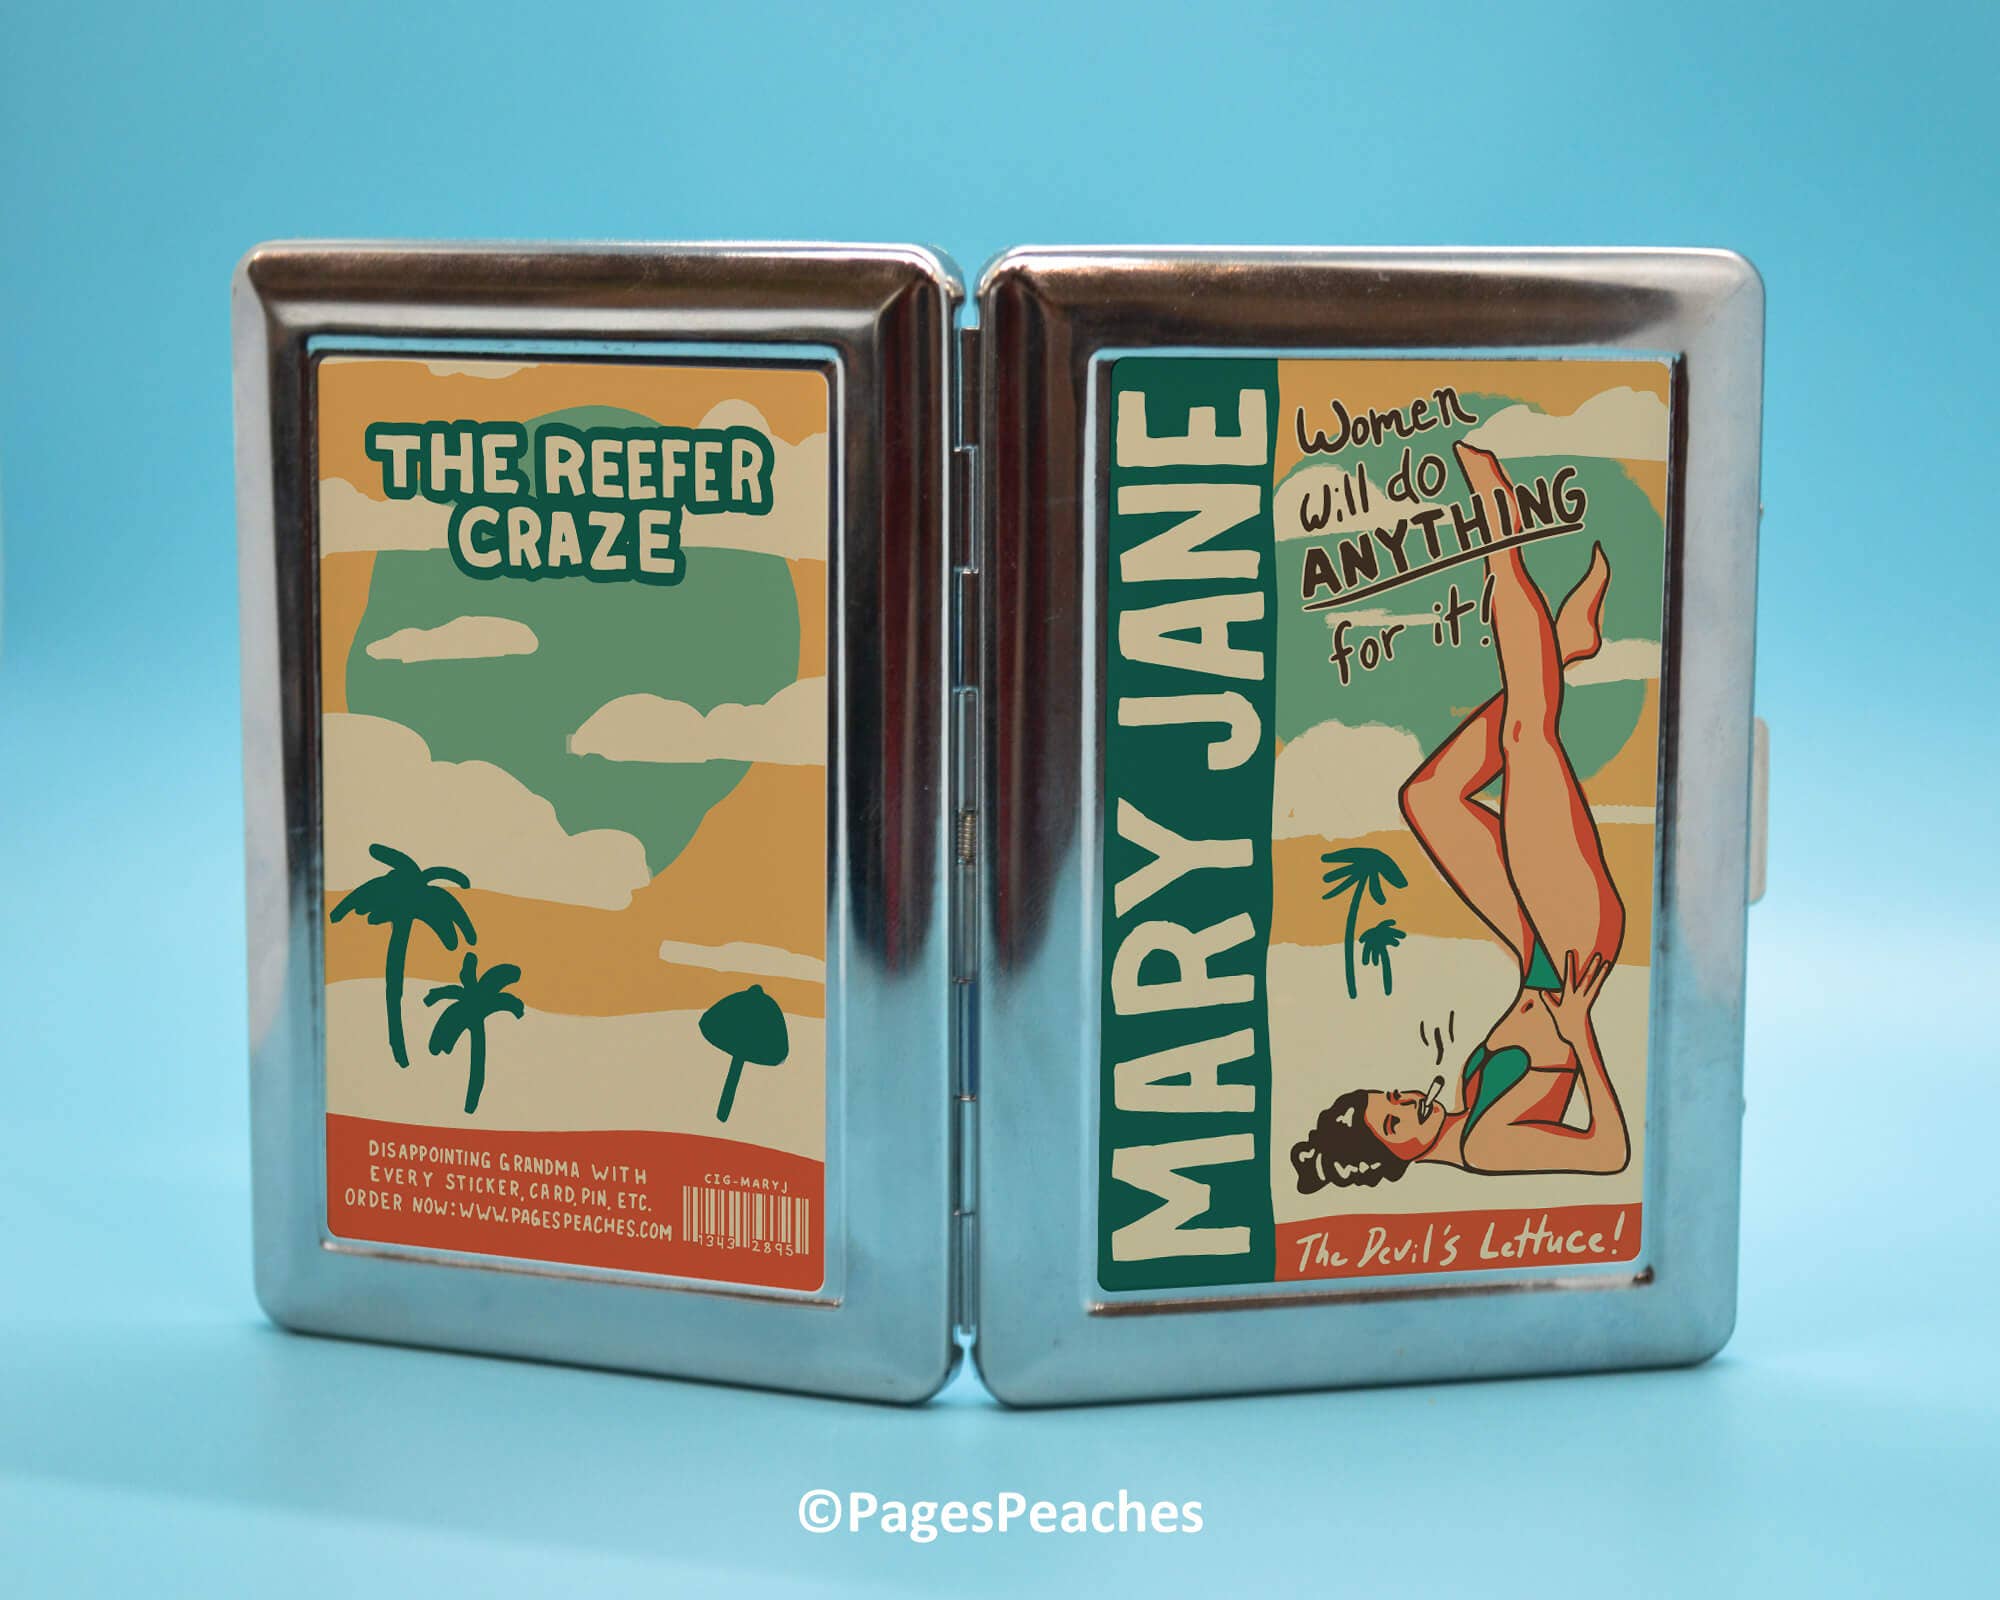 THE REEFER
CRAZE
DISAPPOINTING GRANDMA WITH
EVERY STICKER, CARD, PIN, ETC.
ORDER NOW: WWW.PAGESPEACHES.COM
CIG-MARYJ
1343 2895
MARY JANE
Women
Will do
ANYTHING
for it!
The Devil's Lettuce!
©PagesPeaches